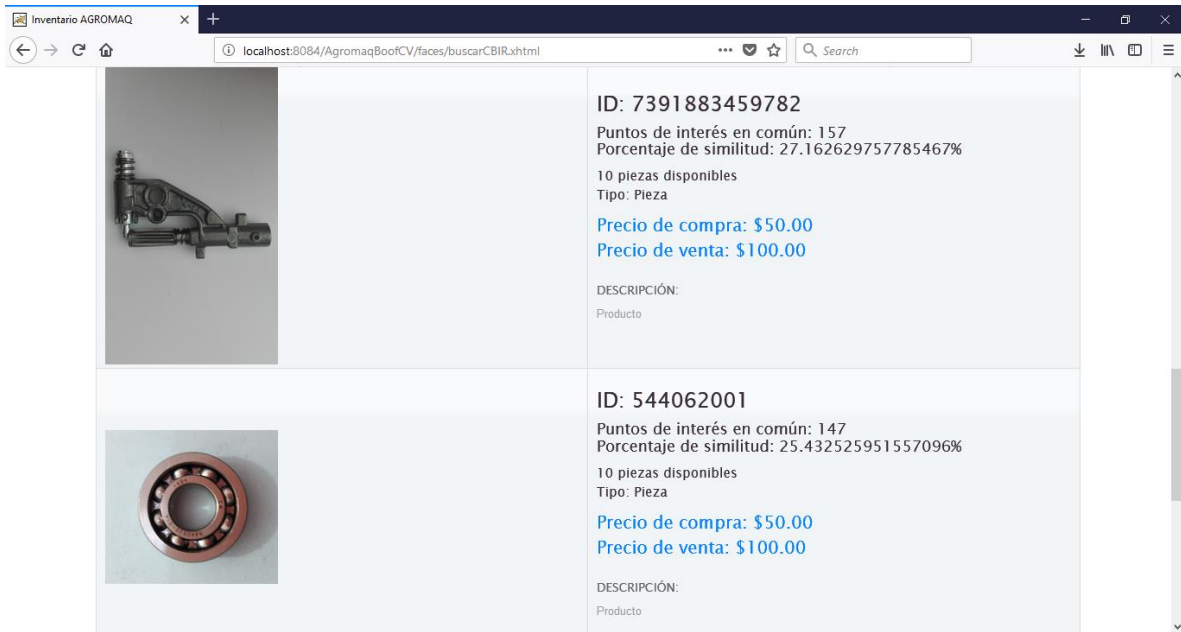 Inventario AGROMAQ
localhost:8084/AgromaqBoofCV/faces/buscarCBIR.xhtml
Search
ID: 7391883459782
Puntos de interés en común: 157
Porcentaje de similitud: 27.162629757785467%
10 piezas disponibles
Tipo: Pieza
Precio de compra: $50.00
Precio de venta: $100.00
DESCRIPCIÓN:
Producto
ID: 544062001
Puntos de interés en común: 147
Porcentaje de similitud: 25.432525951557096%
10 piezas disponibles
Tipo: Pieza
Precio de compra: $50.00
Precio de venta: $100.00
DESCRIPCIÓN:
Producto